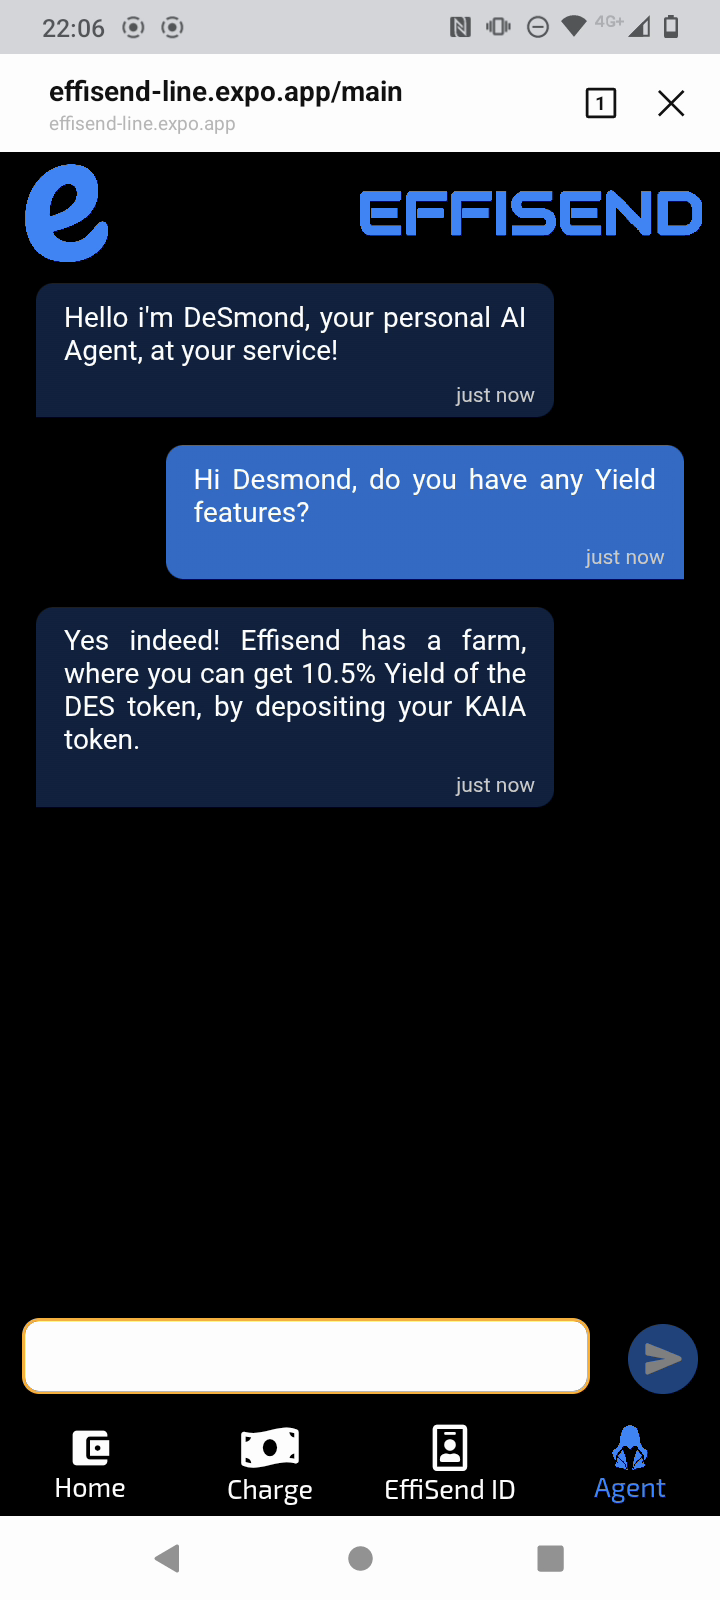 22:06
4G+
effisend-line.expo.app/main
effisend-line.expo.app
1
e
EFFISEND
Hello i'm DeSmond, your personal AI
Agent, at your service!
just now
Hi Desmond, do you have any Yield
features?
just now
Yes indeed! Effisend has a farm,
where you can get 10.5% Yield of the
DES token, by depositing your KAIA
token.
just now
Home
Charge
EffiSend ID
Agent